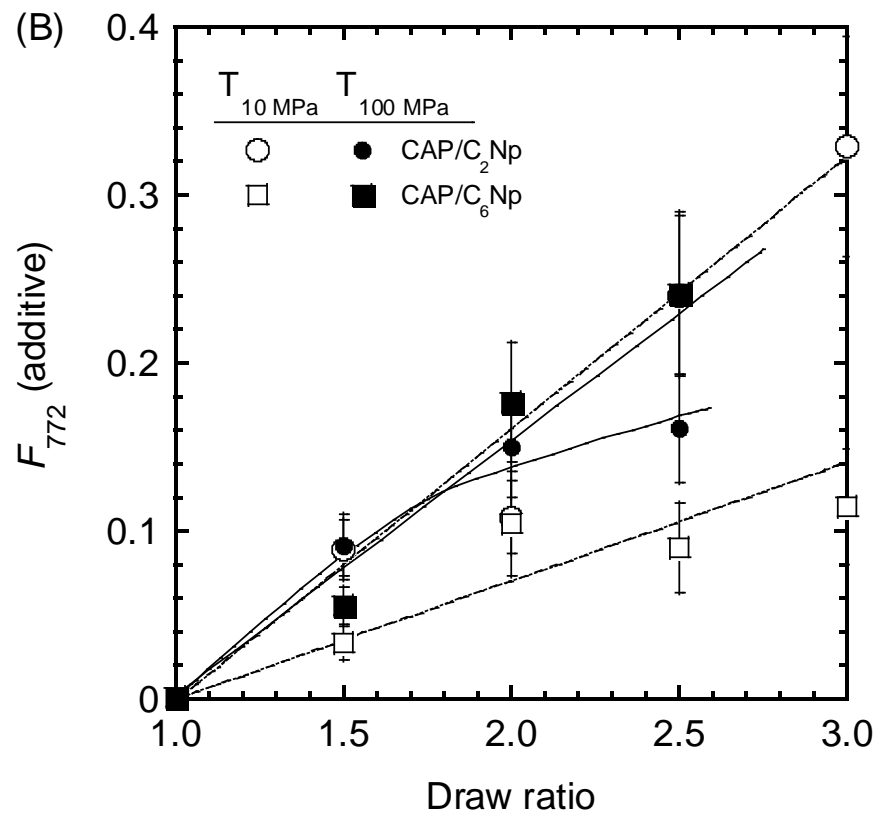 (B)
0.4
T10 MPa T100 MPa
CAP/C2Np
CAP/C6Np
0.3
0.2
0.1
0
F772 (additive)
1.0 1.5 2.0 2.5 3.0
Draw ratio